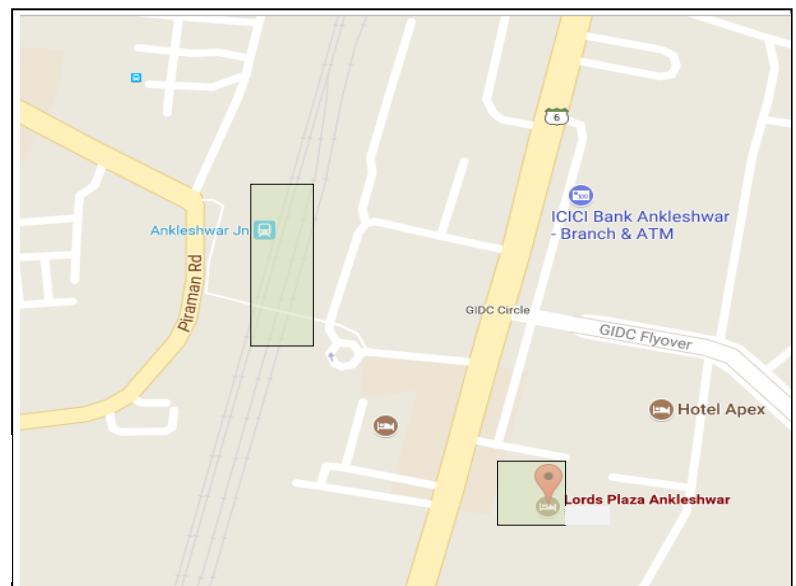 6
ICICI Bank Ankleshwar
- Branch & ATM
Ankleshwar Jn
Piraman Rd
GIDC Circle
GIDC Flyover
Hotel Apex
Lords Plaza Ankleshwar